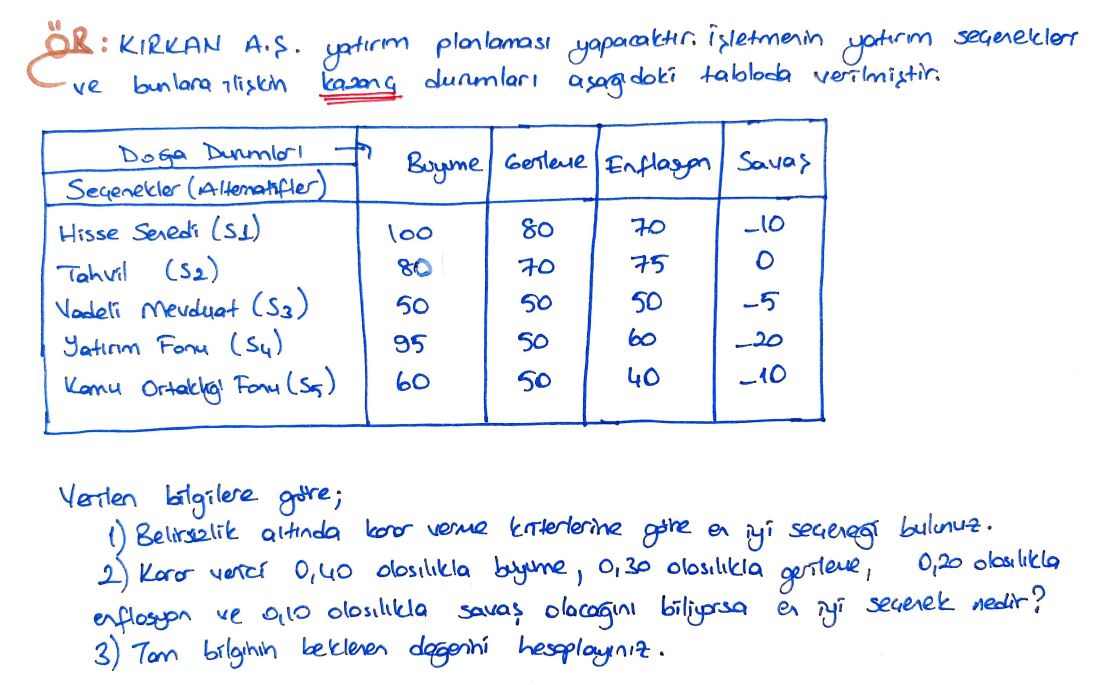 ÖR: KIRKAN A.Ş. yatırım planlaması yapacaktır. İşletmenin yatırım seçenekleri
ve bunlara ilişkin kazanç durumları aşağıdaki tabloda verilmiştir.
Doğa Durumları → Büyüme Gerileme Enflasyon Savaş
Seçenekler (Alternatifler)
Hisse Senedi (S1) 100 80 70 -10
Tahvil (S2) 80 70 75 0
Vadeli Mevduat (S3) 50 50 50 -5
Yatırım Fonu (S4) 95 50 60 -20
Kamu Ortaklığı Fonu (S5) 60 50 40 -10
Verilen bilgilere göre;
1) Belirsizlik altında karar verme kriterlerine göre en iyi seçeneği bulunuz.
2) Karar verici 0,40 olasılıkla büyüme, 0,30 olasılıkla gerileme, 0,20 olasılıkla
enflasyon ve 0,10 olasılıkla savaş olacağını biliyorsa en iyi seçenek nedir?
3) Tam bilginin beklenen değerini hesaplayınız.